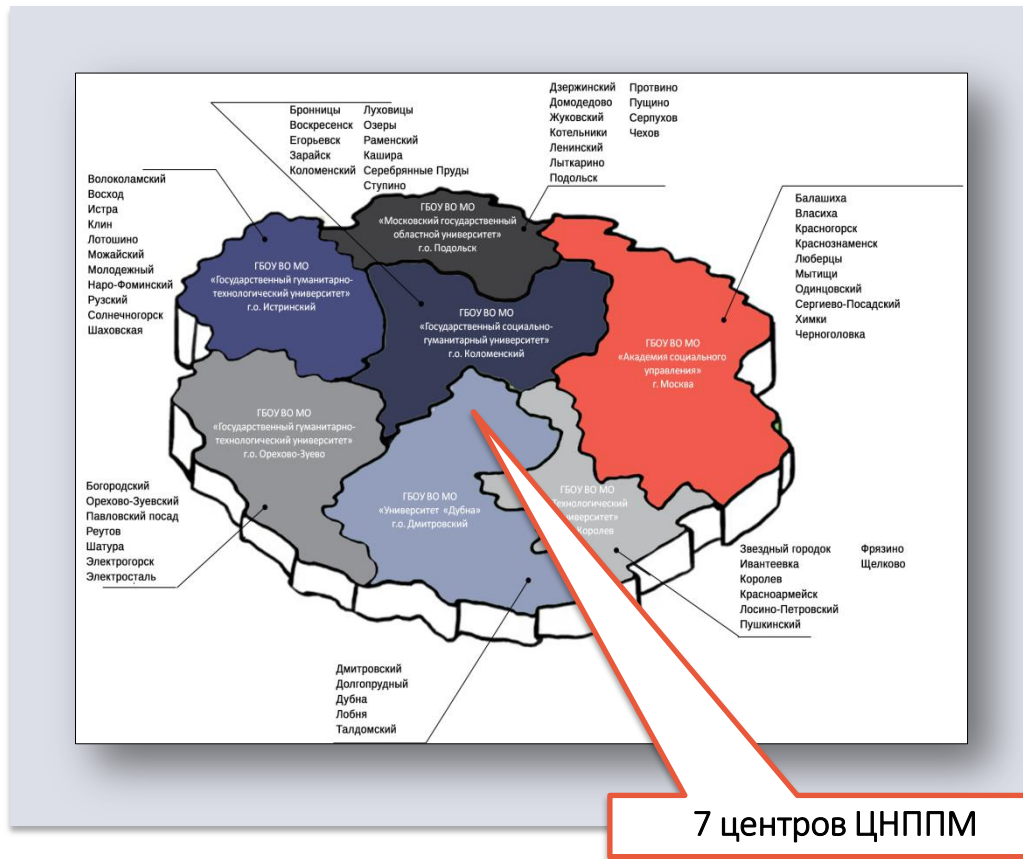 Бронницы
Воскресенск
Егорьевск
Зарайск
Коломенский
Луховицы
Озеры
Раменский
Кашира
Серебрянные Пруды
Ступино
Дзержинский
Домодедово
Жуковский
Котельники
Ленинский
Лыткарино
Подольск
Протвино
Пущино
Серпухов
Чехов
Волоколамский
Восход
Истра
Клин
Лотошино
Можайский
Молодежный
Наро-Фоминский
Рузский
Солнечногорск
Шаховская
Балашиха
Власиха
Красногорск
Краснознаменск
Люберцы
Мытищи
Одинцовский
Сергиево-Посадский
Химки
Черноголовка
ГБОУ ВО МО
«Московский государственный
областной университет»
г.о. Подольск
ГБОУ ВО МО
«Государственный гуманитарно-
технологический университет»
г.о. Истринский
ГБОУ ВО МО
«Государственный социально-
гуманитарный университет»
г.о. Коломенский
ГБОУ ВО МО
«Академия социального
управления»
г. Москва
ГБОУ ВО МО
«Государственный гуманитарно-
технологический университет»
г.о. Орехово-Зуево
ГБОУ ВО МО
«Университет «Дубна»
г.о. Дмитровский
ГБОУ ВО МО
Технологический
университет»
Королев
Богородский
Орехово-Зуевский
Павловский посад
Реутов
Шатура
Электрогорск
Электросталь
Звездный городок
Ивантеевка
Королев
Красноармейск
Лосино-Петровский
Пушкинский
Фрязино
Щелково
Дмитровский
Долгопрудный
Дубна
Лобня
Талдомский
7 центров ЦНППМ